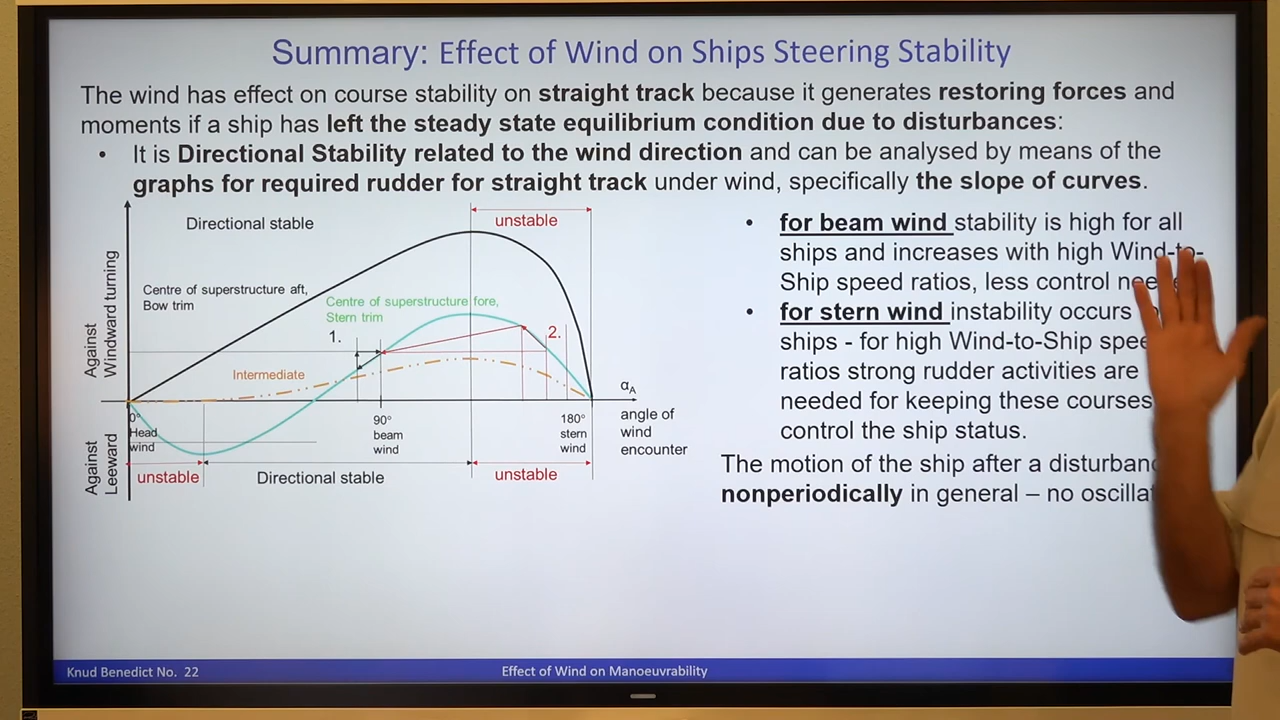 Summary: Effect of Wind on Ships Steering Stability
The wind has effect on course stability on straight track because it generates restoring forces and
moments if a ship has left the steady state equilibrium condition due to disturbances:
• It is Directional Stability related to the wind direction and can be analysed by means of the
graphs for required rudder for straight track under wind, specifically the slope of curves.
Directional stable
unstable
Against
Windward turning
Centre of superstructure aft,
Bow trim
Centre of superstructure fore,
Stern trim
1.
2.
Intermediate
αA
angle of
wind
encounter
0°
Head
wind
90°
beam
wind
180°
stern
wind
Against
Leeward
unstable
Directional stable
unstable
• for beam wind stability is high for all
ships and increases with high Wind-to-
Ship speed ratios, less control
• for stern wind instability occurs
ships - for high Wind-to-Ship
ratios strong rudder activities are
needed for keeping these courses
control the ship status.
The motion of the ship after a
nonperiodically in general – no
Knud Benedict No. 22
Effect of Wind on Manoeuvrability